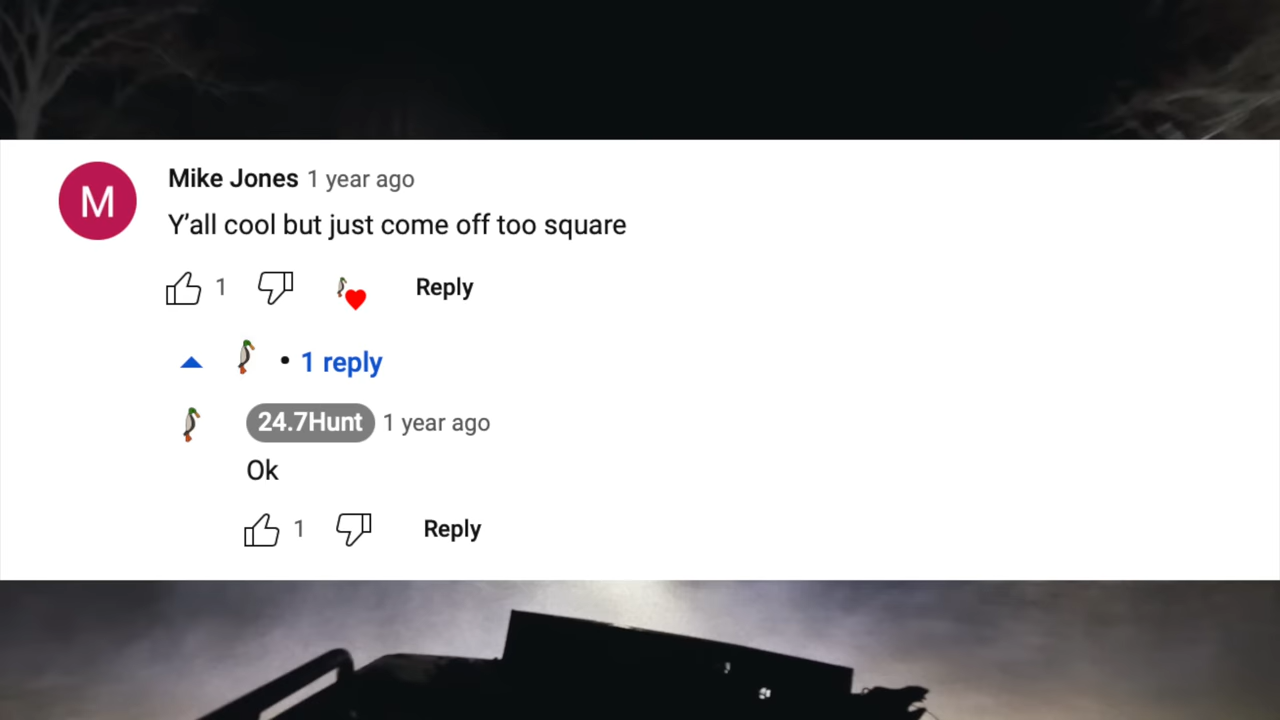 M
Mike Jones 1 year ago
Y’all cool but just come off too square
1 Reply
• 1 reply
24.7Hunt 1 year ago
Ok
1 Reply